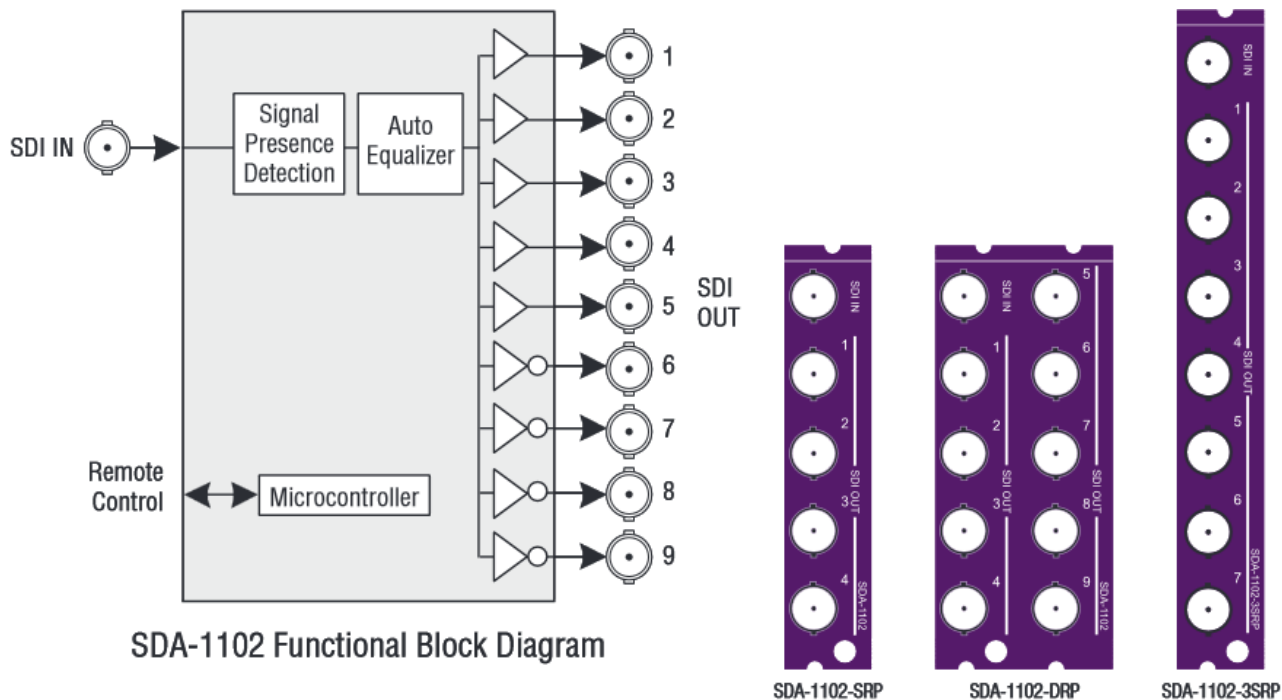 SDI IN
Signal
Presence
Detection
Auto
Equalizer
1
2
3
4
5
6
7
8
9
SDI
OUT
Remote
Control
Microcontroller
SDA-1102 Functional Block Diagram
SDI IN
1
2
3
4
SDI OUT
SDA-1102
SDA-1102-SRP
SDI IN
1
2
3
4
SDI OUT
5
6
7
8
9
SDI OUT
SDA-1102
SDA-1102-DRP
SDI IN
1
2
3
4
SDI OUT
5
6
7
SDA-1102-3SRP
SDA-1102-3SRP